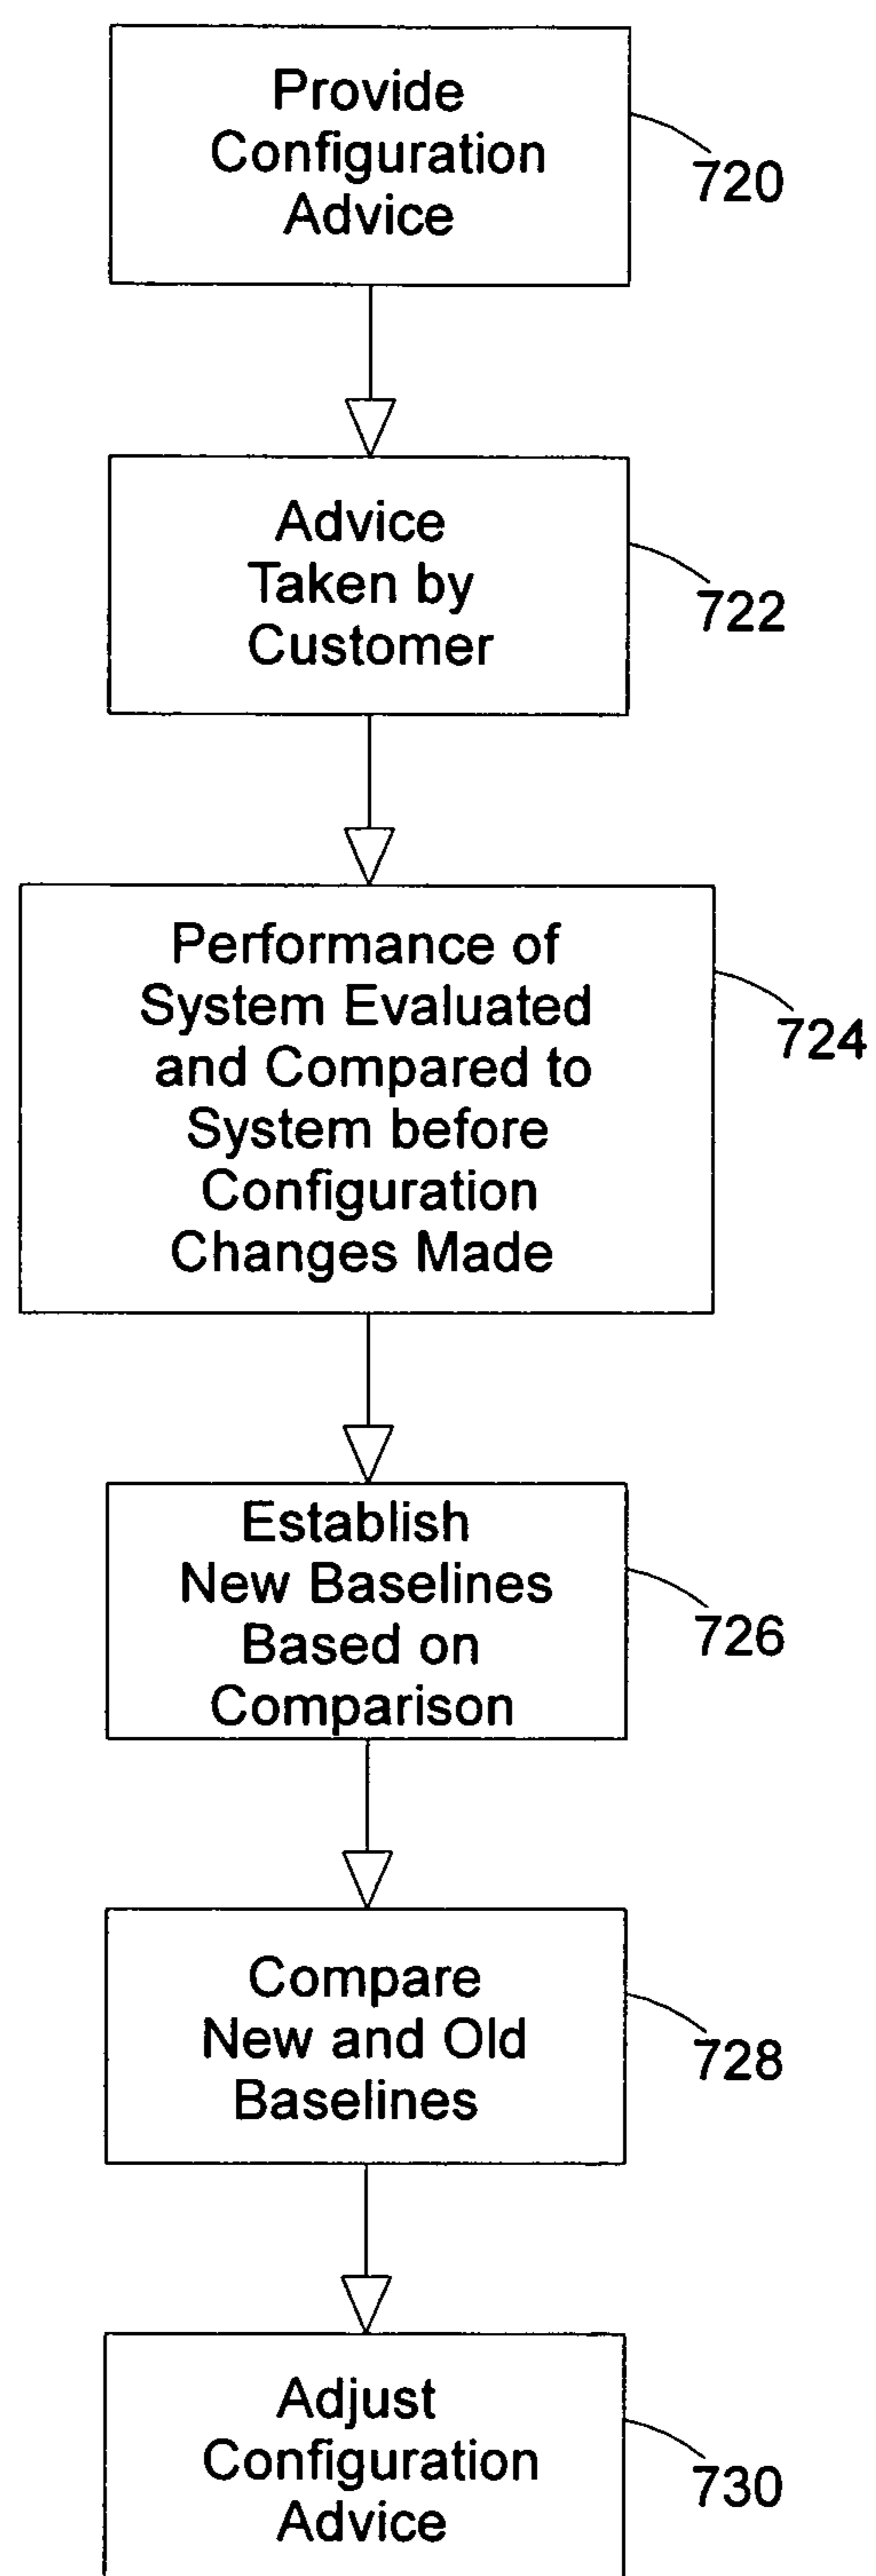 Provide
Configuration
Advice
720
Advice
Taken by
Customer
722
Performance of
System Evaluated
and Compared to
System before
Configuration
Changes Made
724
Establish
New Baselines
Based on
Comparison
726
Compare
New and Old
Baselines
728
Adjust
Configuration
Advice
730